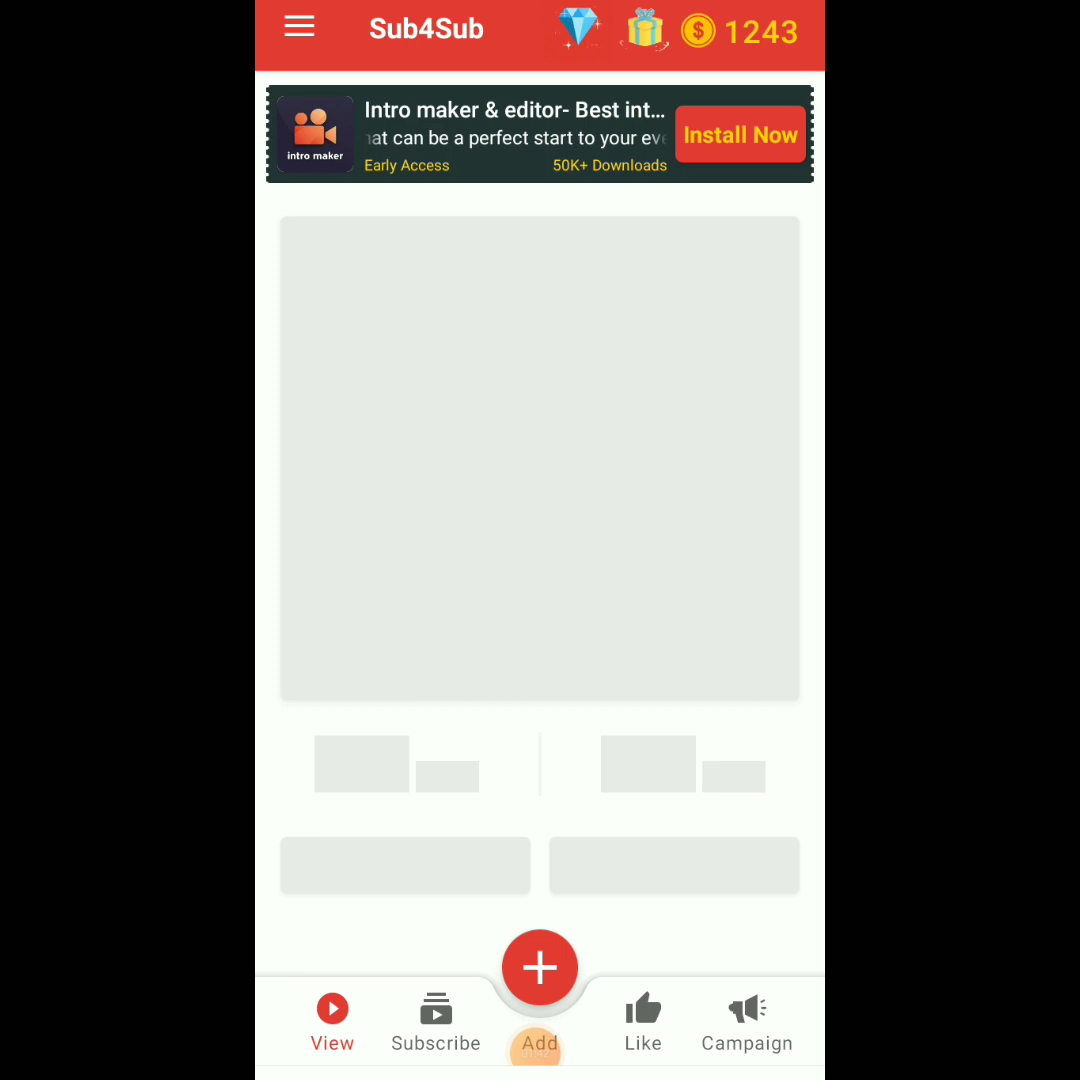 Sub4Sub
$ 1243
Intro maker & editor- Best int...
at can be a perfect start to your eve
intro maker
Early Access
50K+ Downloads
Install Now
View
Subscribe
Add
Like
Campaign